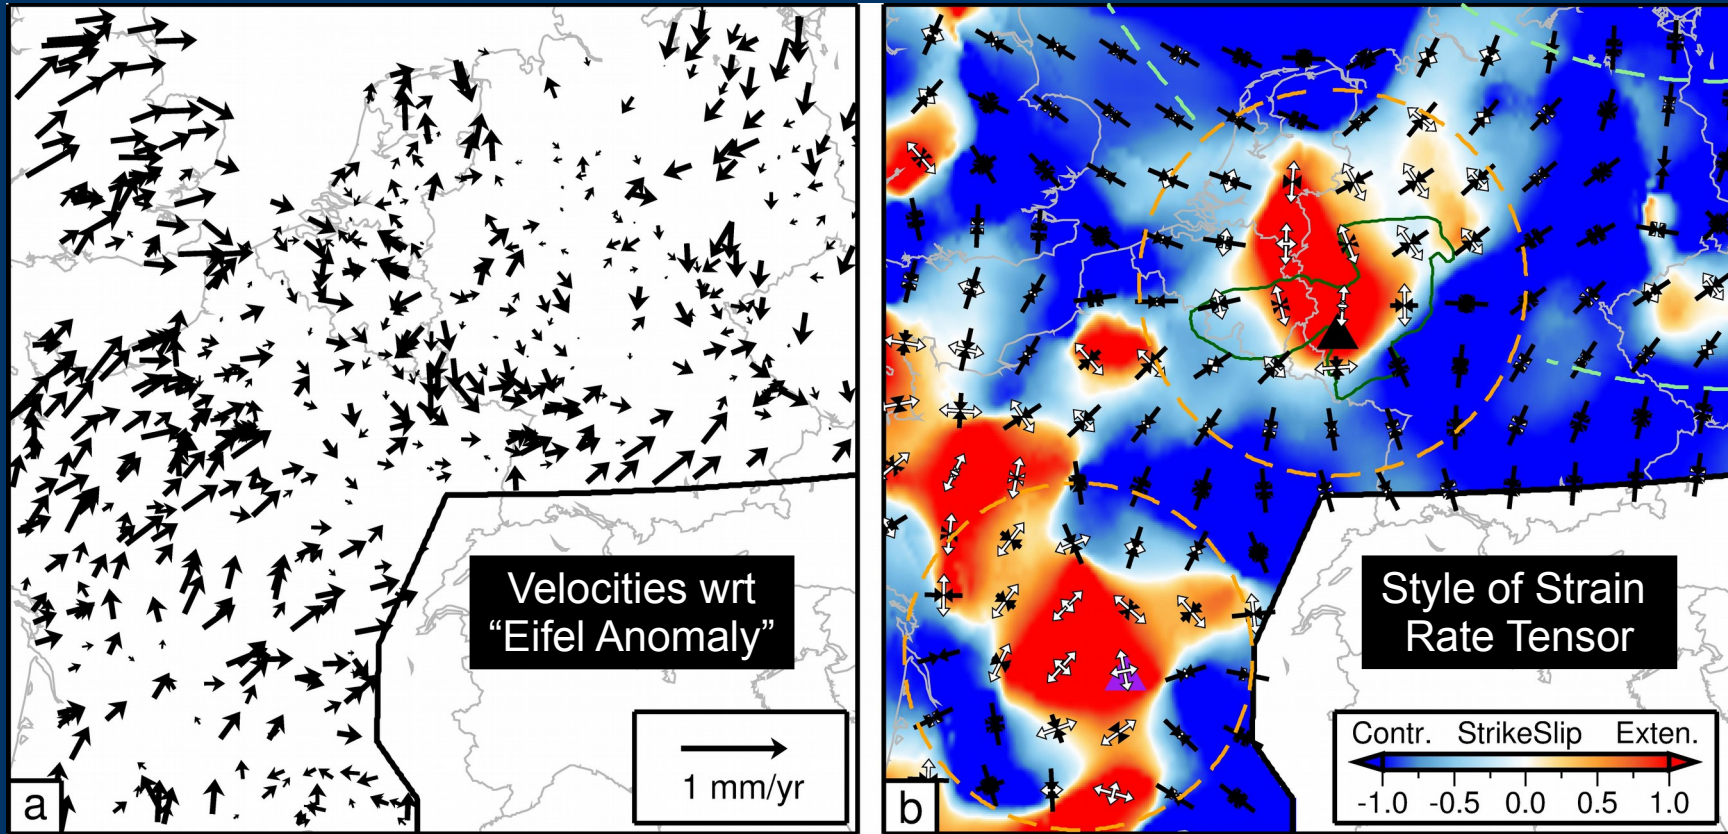 Velocities wrt
“Eifel Anomaly”
1 mm/yr
a
Style of Strain
Rate Tensor
Contr. StrikeSlip Exten.
-1.0 -0.5 0.0 0.5 1.0
b